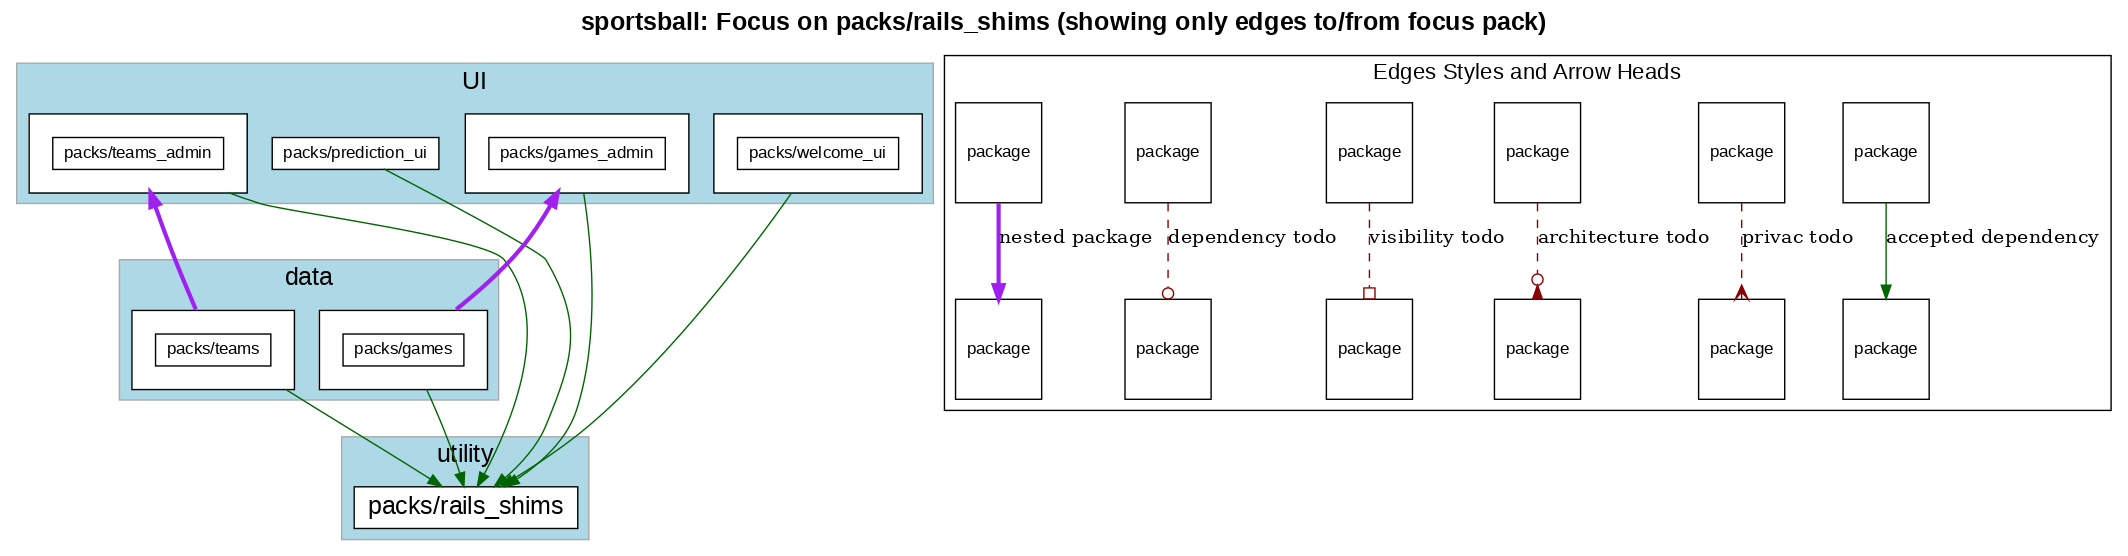 sportsball: Focus on packs/rails_shims (showing only edges to/from focus pack)
UI
packs/teams_admin
packs/prediction_ui
packs/games_admin
packs/welcome_ui
data
packs/teams
packs/games
utility
packs/rails_shims
Edges Styles and Arrow Heads
package
package
package
package
package
package
nested package
dependency todo
visibility todo
architecture todo
privac todo
accepted dependency
package
package
package
package
package
package